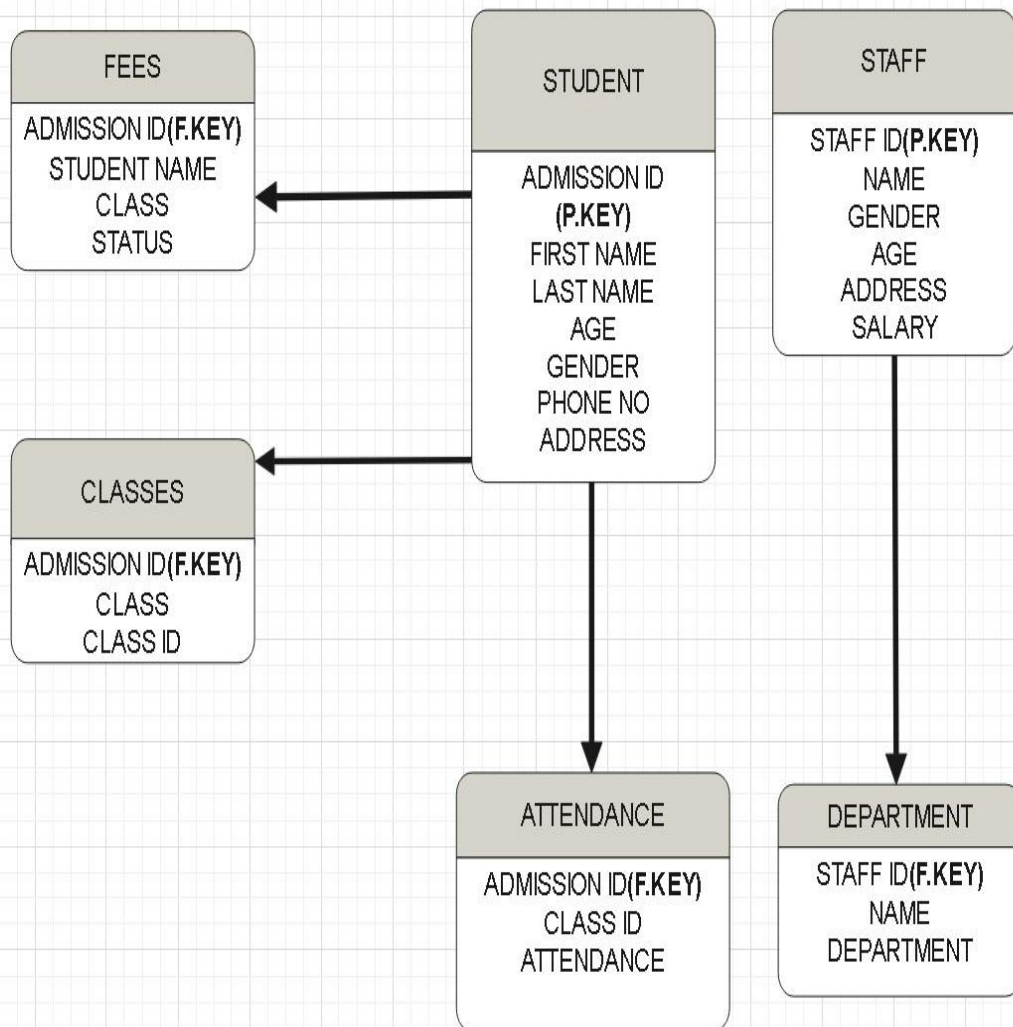 FEES
ADMISSION ID(F.KEY)
STUDENT NAME
CLASS
STATUS
STUDENT
ADMISSION ID
(P.KEY)
FIRST NAME
LAST NAME
AGE
GENDER
PHONE NO
ADDRESS
STAFF
STAFF ID(P.KEY)
NAME
GENDER
AGE
ADDRESS
SALARY
CLASSES
ADMISSION ID(F.KEY)
CLASS
CLASS ID
ATTENDANCE
ADMISSION ID(F.KEY)
CLASS ID
ATTENDANCE
DEPARTMENT
STAFF ID(F.KEY)
NAME
DEPARTMENT